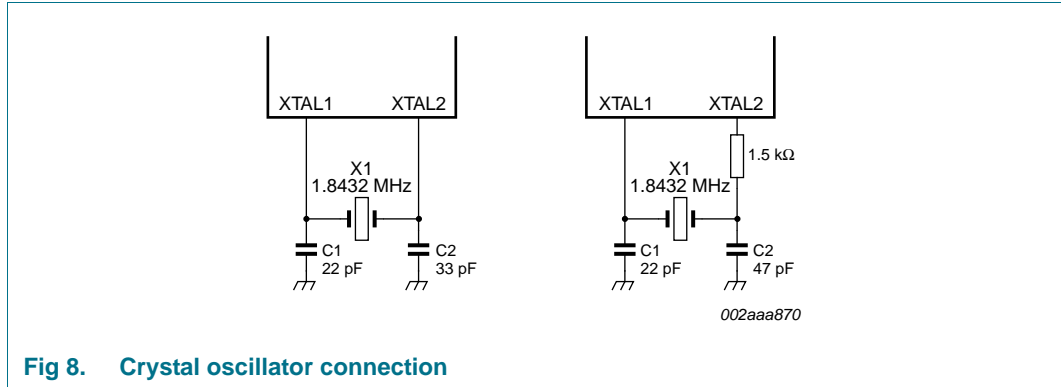 XTAL1 XTAL2
X1
1.8432 MHz
C1
22 pF
C2
33 pF
XTAL1 XTAL2
1.5 kΩ
X1
1.8432 MHz
C1
22 pF
C2
47 pF
002aaa870
Fig 8. Crystal oscillator connection